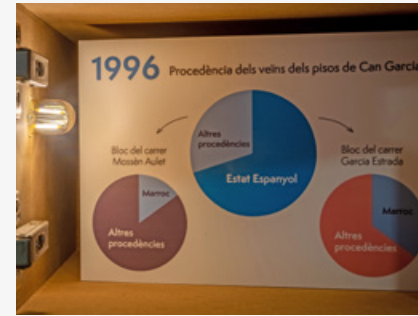 1996 Procedència dels veïns dels pisos de Can Garcia
Altres
procedències
Estat Espanyol
Bloc del carrer
Mossèn Aulet
Bloc del carrer
Garcia Estrada
Marroc
Altres
procedències
Marroc
Altres
procedències